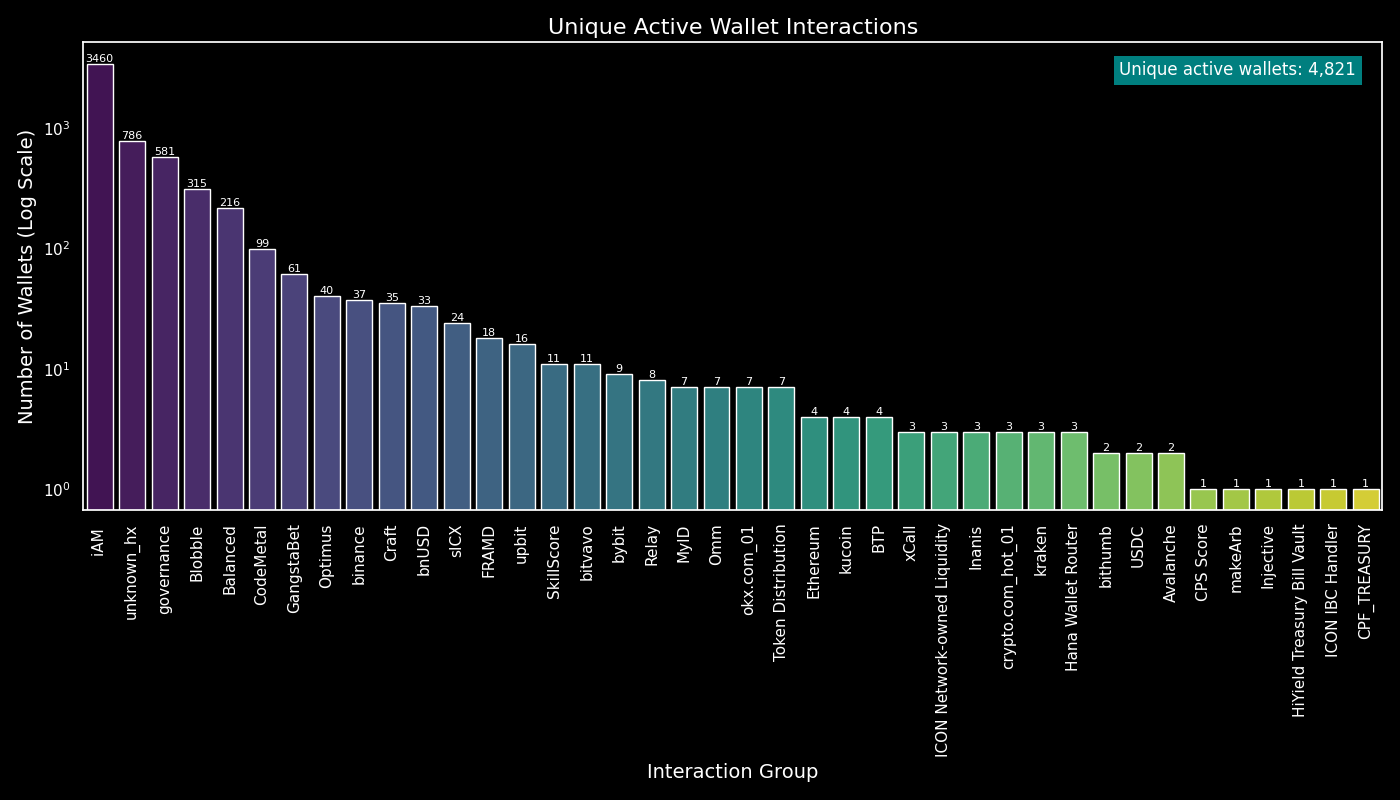 Unique Active Wallet Interactions
Unique active wallets: 4,821
Number of Wallets (Log Scale)
10³
10²
10¹
10⁰
3460
786
581
315
216
99
61
40
37
35
33
24
18
16
11
11
9
8
7
7
7
7
4
4
4
3
3
3
3
3
3
2
2
2
1
1
1
1
1
1
iAM
unknown_hx
governance
Blobble
Balanced
CodeMetal
GangstaBet
Optimus
binance
Craft
bnUSD
sICX
FRAMD
upbit
SkillScore
bitvavo
bybit
Relay
MyID
Omm
okx.com_01
Token Distribution
Ethereum
kucoin
BTP
xCall
ICON Network-owned Liquidity
Inanis
crypto.com_hot_01
kraken
Hana Wallet Router
bithumb
USDC
Avalanche
CPS Score
makeArb
Injective
HiYield Treasury Bill Vault
ICON IBC Handler
CPF_TREASURY
Interaction Group